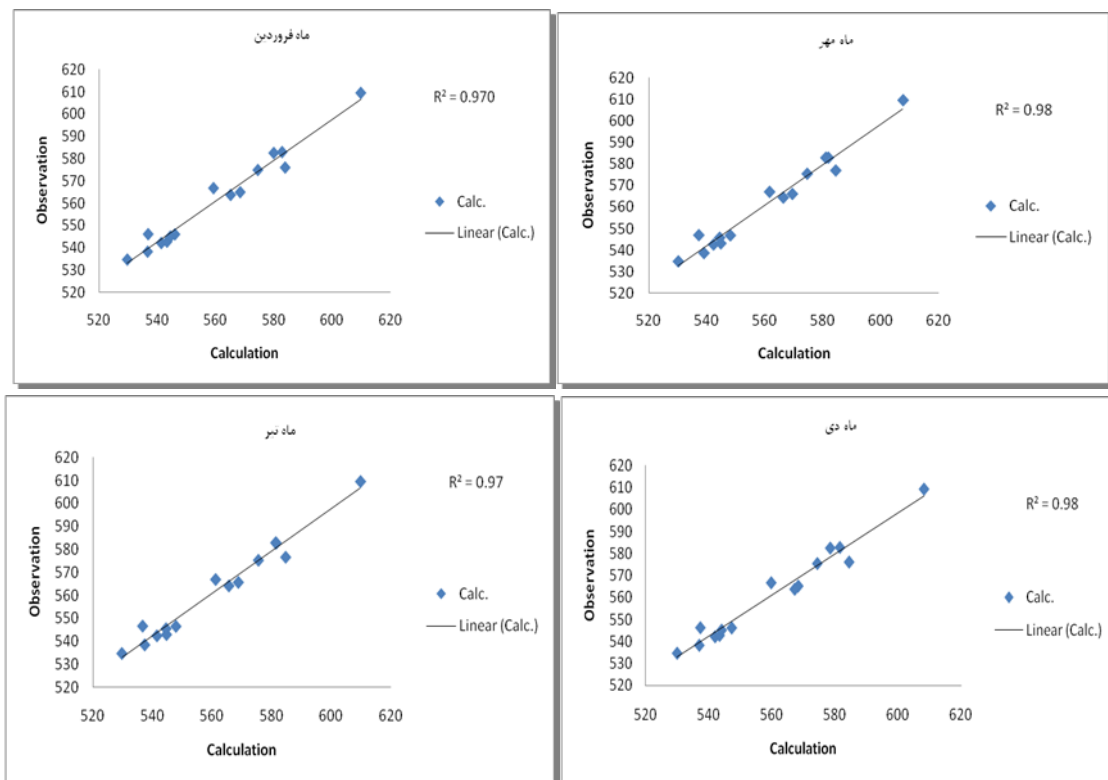 ماه فروردین
620
610
600
590
580
570
560
550
540
530
520
520 540 560 580 600 620
Observation
Calculation
R² = 0.970
Calc.
Linear (Calc.)
ماه مهر
620
610
600
590
580
570
560
550
540
530
520
520 540 560 580 600 620
Observation
Calculation
R² = 0.98
Calc.
Linear (Calc.)
ماه تیر
620
610
600
590
580
570
560
550
540
530
520
520 540 560 580 600 620
Observation
Calculation
R² = 0.97
Calc.
Linear (Calc.)
ماه دی
620
610
600
590
580
570
560
550
540
530
520
520 540 560 580 600 620
Observation
Calculation
R² = 0.98
Calc.
Linear (Calc.)